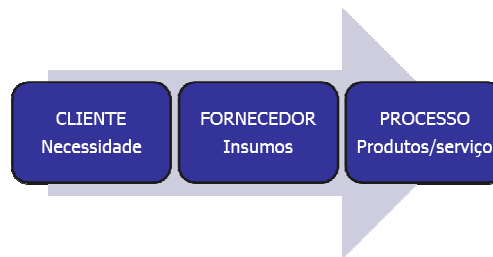 CLIENTE
Necessidade
FORNECEDOR
Insumos
PROCESSO
Produtos/serviço